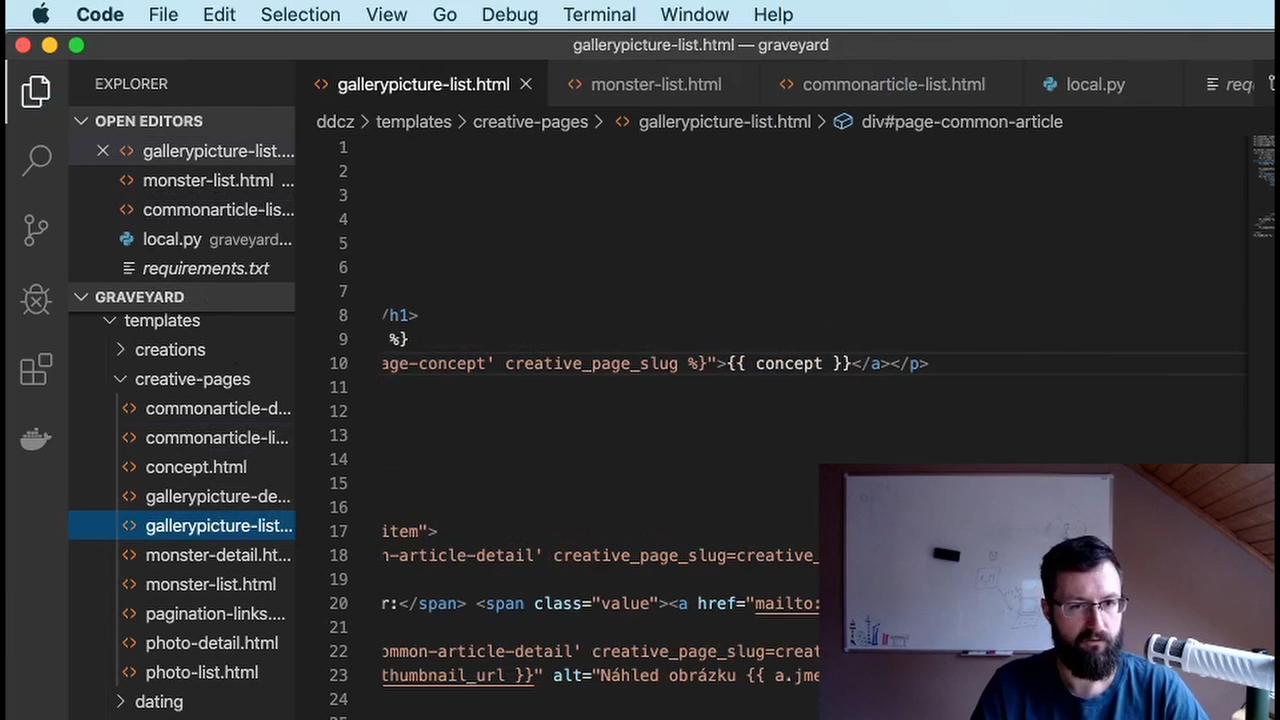 Code File Edit Selection View Go Debug Terminal Window Help
gallerypicture-list.html — graveyard
EXPLORER
gallerypicture-list.html
monster-list.html
commonarticle-list.html
local.py
OPEN EDITORS
ddcz > templates > creative-pages > gallerypicture-list.html > div#page-common-article
gallerypicture-list....
monster-list.html ...
commonarticle-lis...
local.py graveyard...
requirements.txt
GRAVEYARD
templates
creations
creative-pages
commonarticle-d...
commonarticle-li...
concept.html
gallerypicture-de...
gallerypicture-list...
monster-detail.ht...
monster-list.html
pagination-links....
photo-detail.html
photo-list.html
dating
1
2
3
4
5
6
7
8 /h1>
9 %}
10 age-concept' creative_page_slug %}">{{ concept }}</a></p>
11
12
13
14
15
16
17 item">
18 n-article-detail' creative_page_slug=creative_
19
20 r:</span> <span class="value"><a href="mailto:
21
22 ommon-article-detail' creative_page_slug=creat
23 thumbnail_url }}" alt="Náhled obrázku {{ a.jme
24